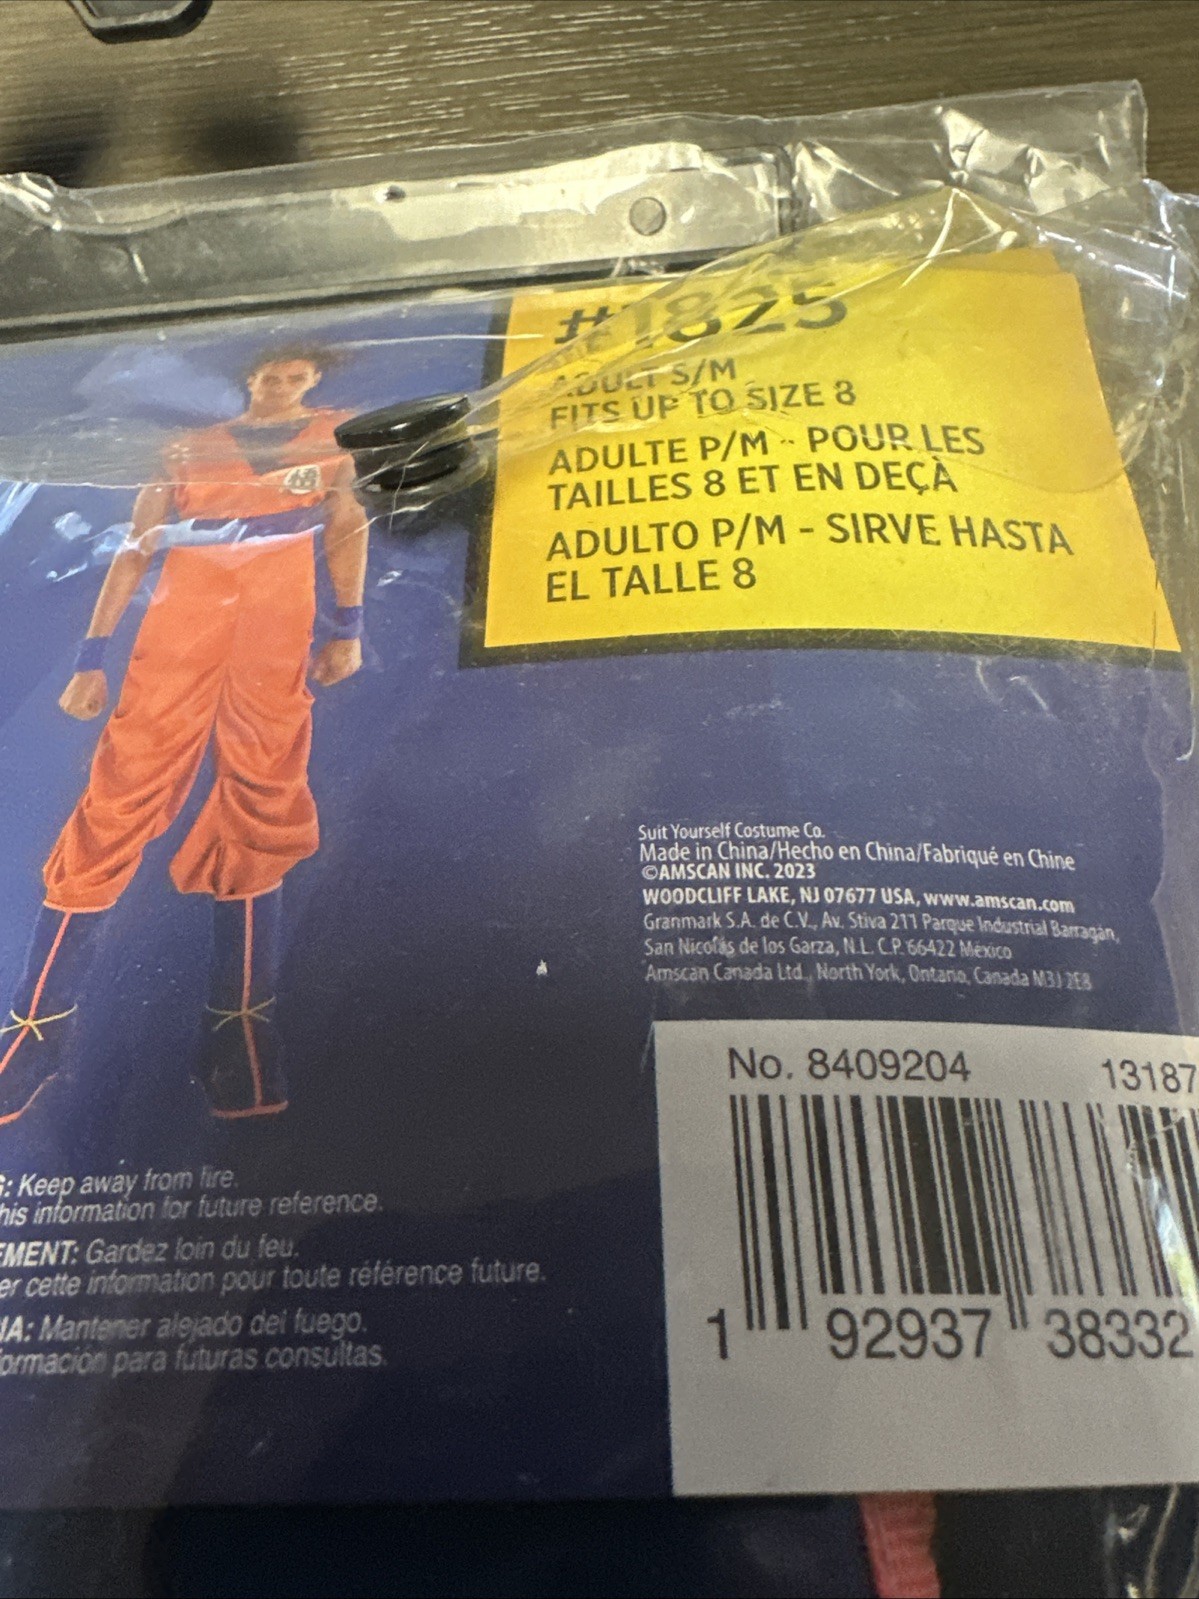 #1825
ADULT S/M
FITS UP TO SIZE 8
ADULTE P/M - POUR LES
TAILLES 8 ET EN DEÇÀ
ADULTO P/M - SIRVE HASTA
EL TALLE 8
Suit Yourself Costume Co.
Made in China/Hecho en China/Fabriqué en Chine
©AMSCAN INC. 2023
WOODCLIFF LAKE, NJ 07677 USA, www.amscan.com
Granmark S.A. de C.V., Av. Stiva 211 Parque Industrial Barragán,
San Nicolás de los Garza, N.L. C.P. 66422 México
Amscan Canada Ltd., North York, Ontario, Canada M3J 2E8
No. 8409204 13187
1 92937 38332
: Keep away from fire.
his information for future reference.
EMENT: Gardez loin du feu.
er cette information pour toute référence future.
IA: Mantener alejado del fuego.
ormación para futuras consultas.